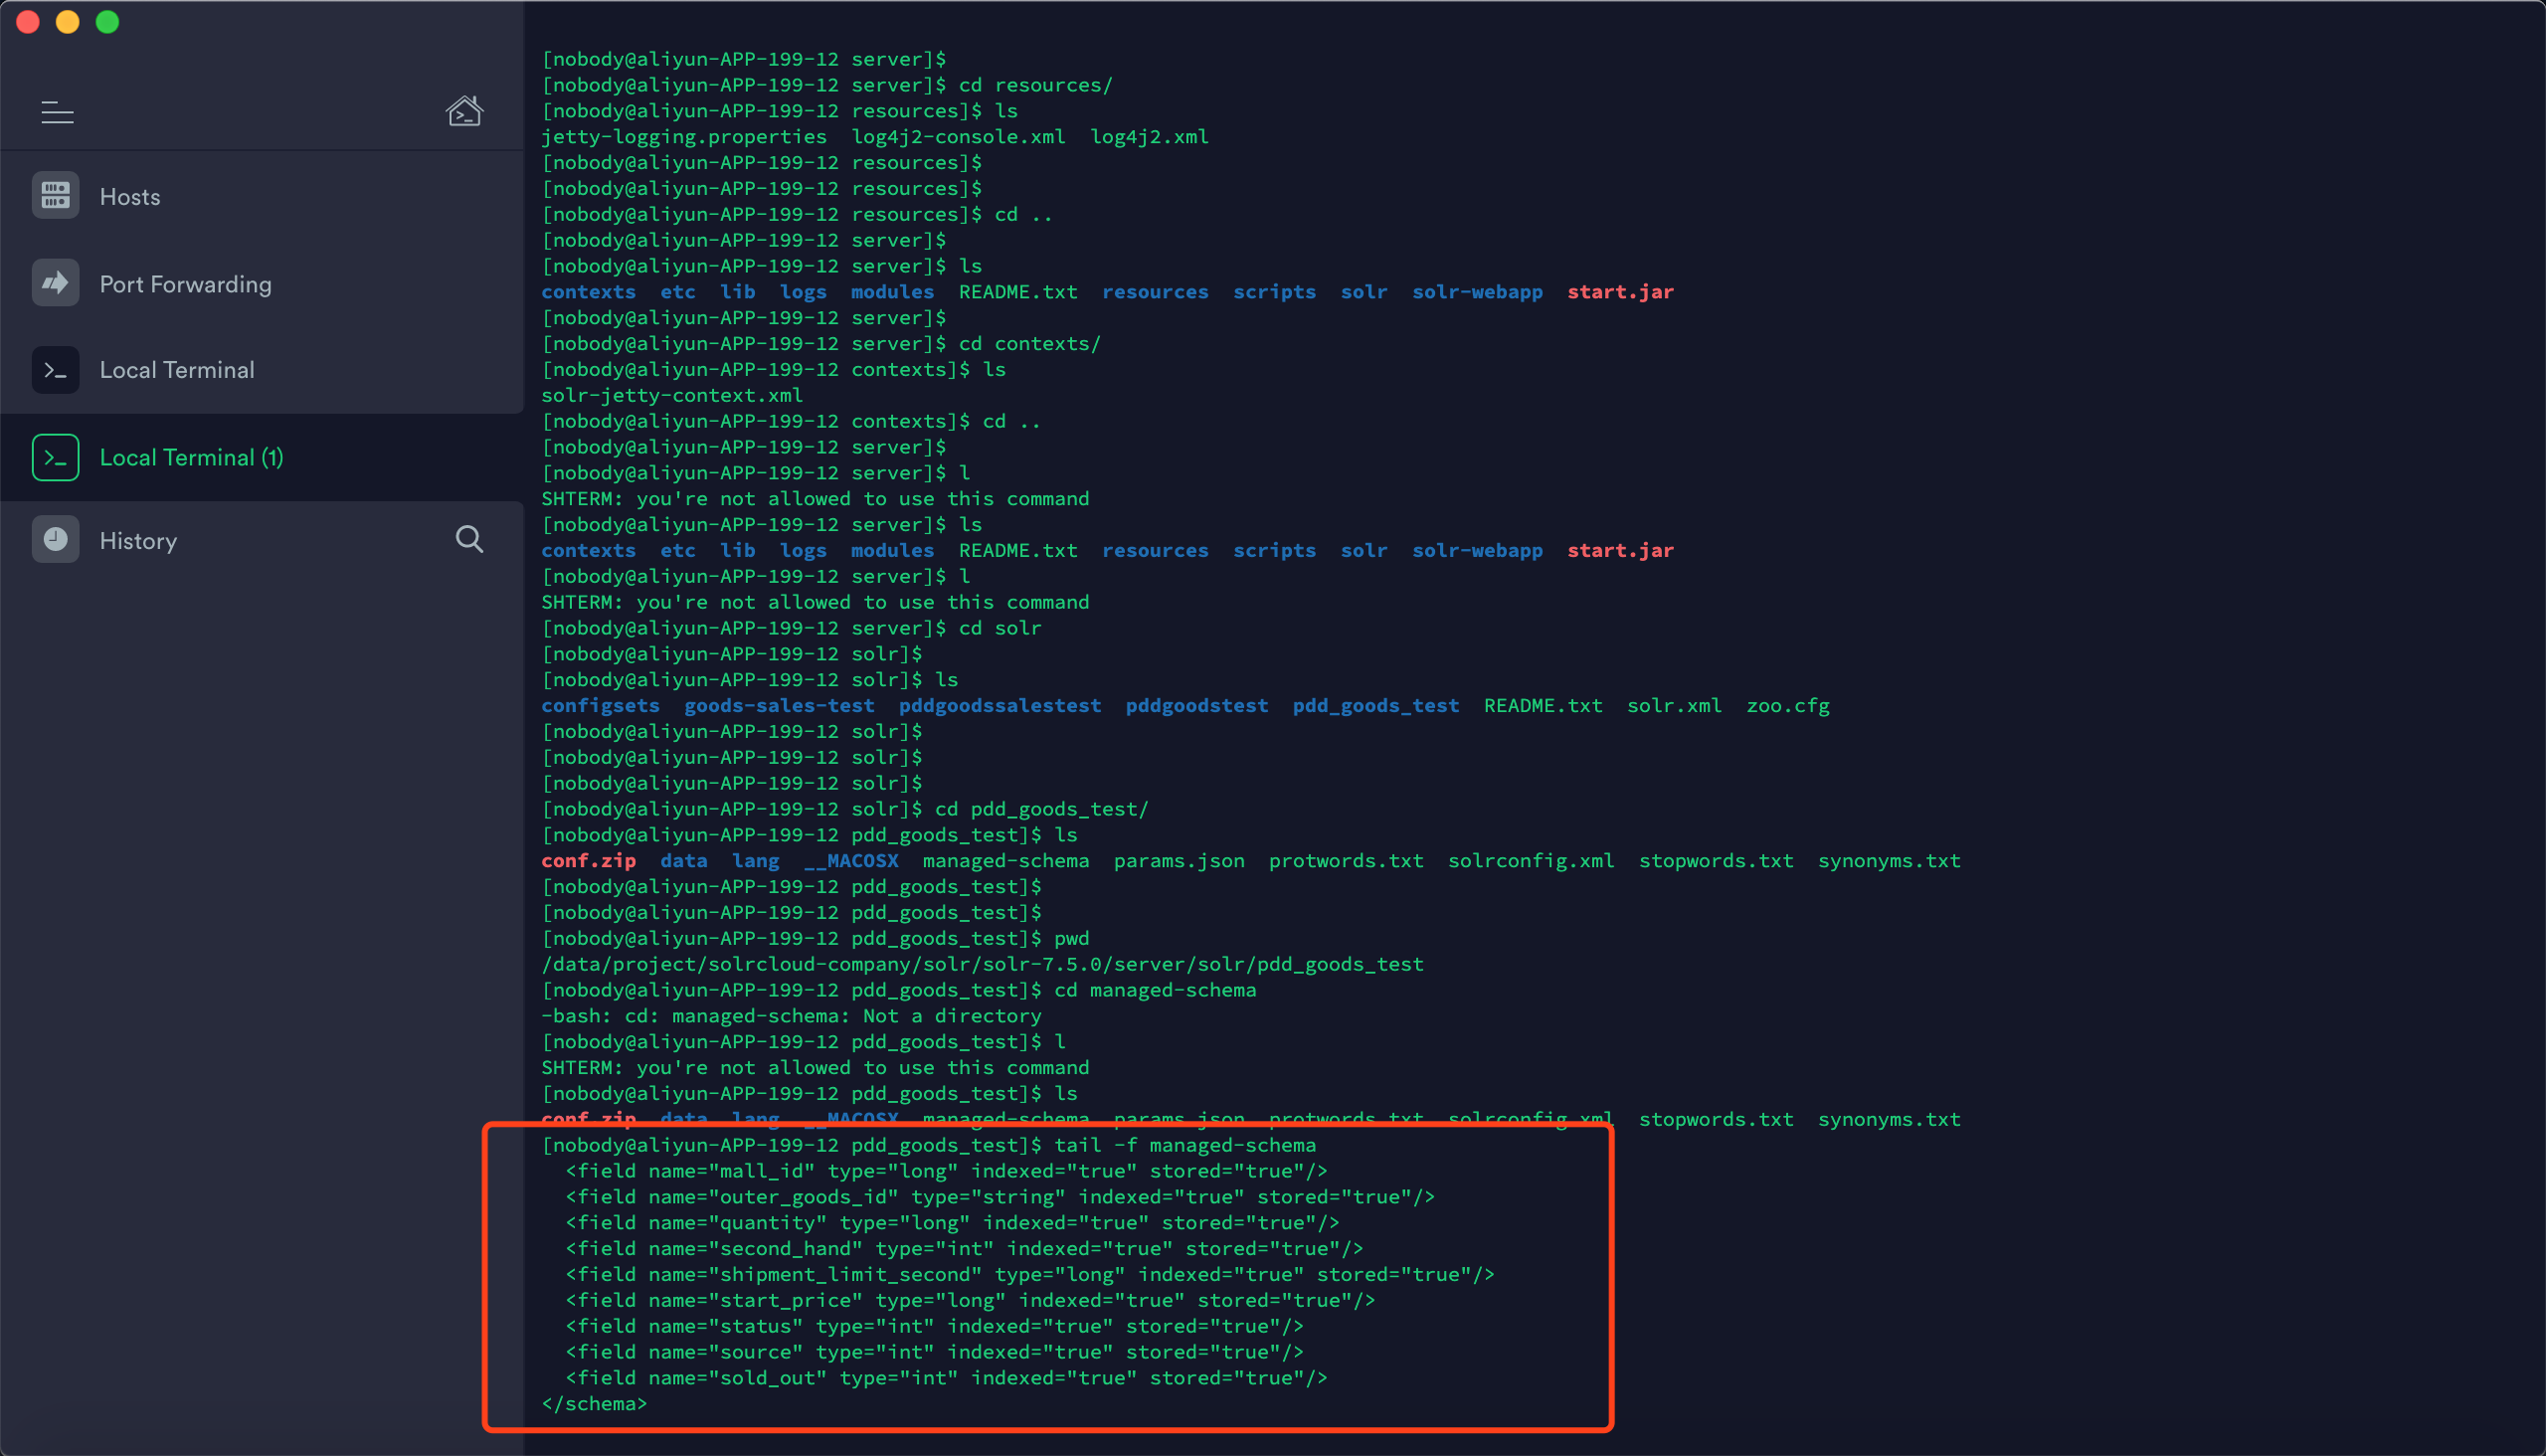 Hosts
Port Forwarding
Local Terminal
Local Terminal (1)
History
[nobody@aliyun-APP-199-12 server]$
[nobody@aliyun-APP-199-12 server]$ cd resources/
[nobody@aliyun-APP-199-12 resources]$ ls
jetty-logging.properties  log4j2-console.xml  log4j2.xml
[nobody@aliyun-APP-199-12 resources]$
[nobody@aliyun-APP-199-12 resources]$
[nobody@aliyun-APP-199-12 resources]$ cd ..
[nobody@aliyun-APP-199-12 server]$
[nobody@aliyun-APP-199-12 server]$ ls
contexts  etc  lib  logs  modules  README.txt  resources  scripts  solr  solr-webapp  start.jar
[nobody@aliyun-APP-199-12 server]$
[nobody@aliyun-APP-199-12 server]$ cd contexts/
[nobody@aliyun-APP-199-12 contexts]$ ls
solr-jetty-context.xml
[nobody@aliyun-APP-199-12 contexts]$ cd ..
[nobody@aliyun-APP-199-12 server]$
[nobody@aliyun-APP-199-12 server]$ l
SHTERM: you're not allowed to use this command
[nobody@aliyun-APP-199-12 server]$ ls
contexts  etc  lib  logs  modules  README.txt  resources  scripts  solr  solr-webapp  start.jar
[nobody@aliyun-APP-199-12 server]$ l
SHTERM: you're not allowed to use this command
[nobody@aliyun-APP-199-12 server]$ cd solr
[nobody@aliyun-APP-199-12 solr]$
[nobody@aliyun-APP-199-12 solr]$ ls
configsets  goods-sales-test  pddgoodssalestest  pddgoodstest  pdd_goods_test  README.txt  solr.xml  zoo.cfg
[nobody@aliyun-APP-199-12 solr]$
[nobody@aliyun-APP-199-12 solr]$
[nobody@aliyun-APP-199-12 solr]$
[nobody@aliyun-APP-199-12 solr]$ cd pdd_goods_test/
[nobody@aliyun-APP-199-12 pdd_goods_test]$ ls
conf.zip  data  lang  __MACOSX  managed-schema  params.json  protwords.txt  solrconfig.xml  stopwords.txt  synonyms.txt
[nobody@aliyun-APP-199-12 pdd_goods_test]$
[nobody@aliyun-APP-199-12 pdd_goods_test]$
[nobody@aliyun-APP-199-12 pdd_goods_test]$ pwd
/data/project/solrcloud-company/solr/solr-7.5.0/server/solr/pdd_goods_test
[nobody@aliyun-APP-199-12 pdd_goods_test]$ cd managed-schema
-bash: cd: managed-schema: Not a directory
[nobody@aliyun-APP-199-12 pdd_goods_test]$ l
SHTERM: you're not allowed to use this command
[nobody@aliyun-APP-199-12 pdd_goods_test]$ ls
conf.zip  data  lang  __MACOSX  managed-schema  params.json  protwords.txt  solrconfig.xml  stopwords.txt  synonyms.txt
[nobody@aliyun-APP-199-12 pdd_goods_test]$ tail -f managed-schema
  <field name="mall_id" type="long" indexed="true" stored="true"/>
  <field name="outer_goods_id" type="string" indexed="true" stored="true"/>
  <field name="quantity" type="long" indexed="true" stored="true"/>
  <field name="second_hand" type="int" indexed="true" stored="true"/>
  <field name="shipment_limit_second" type="long" indexed="true" stored="true"/>
  <field name="start_price" type="long" indexed="true" stored="true"/>
  <field name="status" type="int" indexed="true" stored="true"/>
  <field name="source" type="int" indexed="true" stored="true"/>
  <field name="sold_out" type="int" indexed="true" stored="true"/>
</schema>